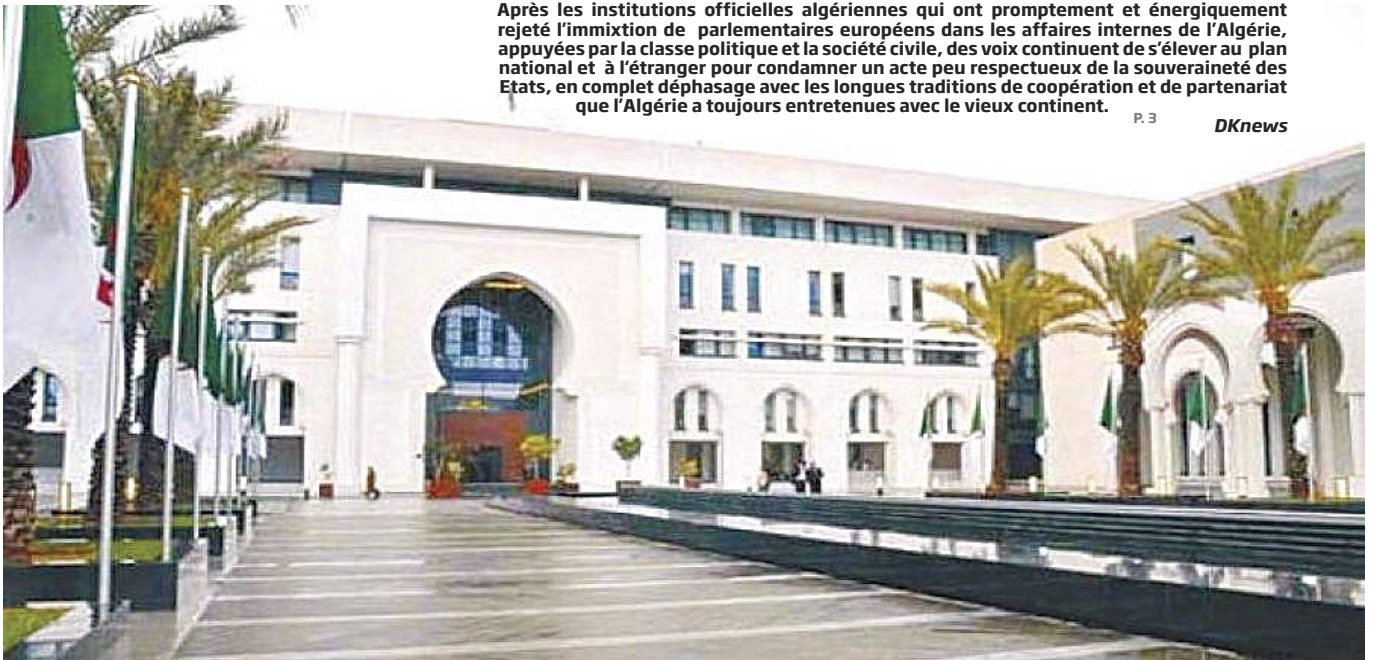 Après les institutions officielles algériennes qui ont promptement et énergiquement
rejeté l’immixtion de parlementaires européens dans les affaires internes de l’Algérie,
appuyées par la classe politique et la société civile, des voix continuent de s’élever au plan
national et à l’étranger pour condamner un acte peu respectueux de la souveraineté des
Etats, en complet déphasage avec les longues traditions de coopération et de partenariat
que l’Algérie a toujours entretenues avec le vieux continent.
P. 3
DKnews